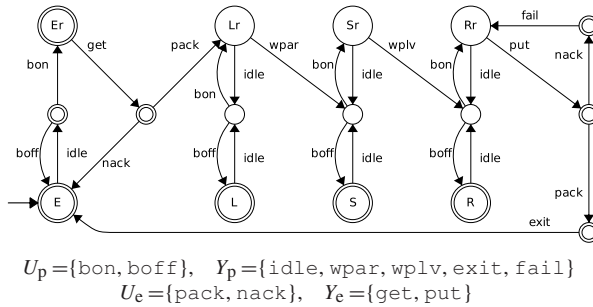 Er get pack Lr wpar Sr wplv Rr fail
put nack
bon bon idle bon idle bon idle
boff idle nack boff idle boff idle boff idle pack
E L S R exit
U_p={bon, boff}, Y_p={idle, wpar, wplv, exit, fail}
U_e={pack, nack}, Y_e={get, put}